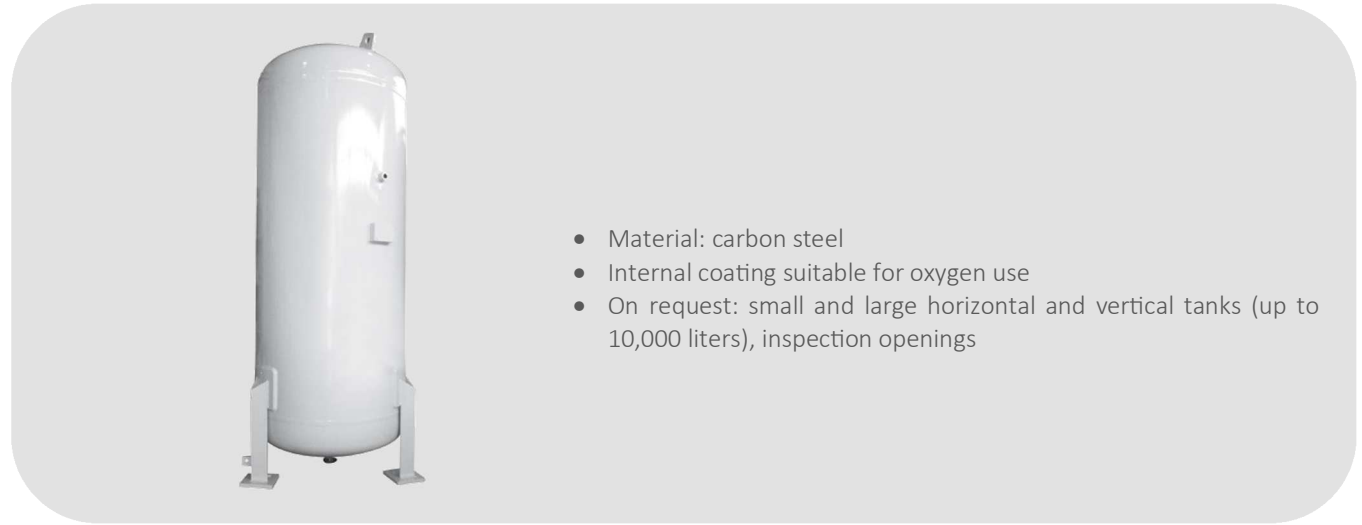 • Material: carbon steel
• Internal coating suitable for oxygen use
• On request: small and large horizontal and vertical tanks (up to
10,000 liters), inspection openings